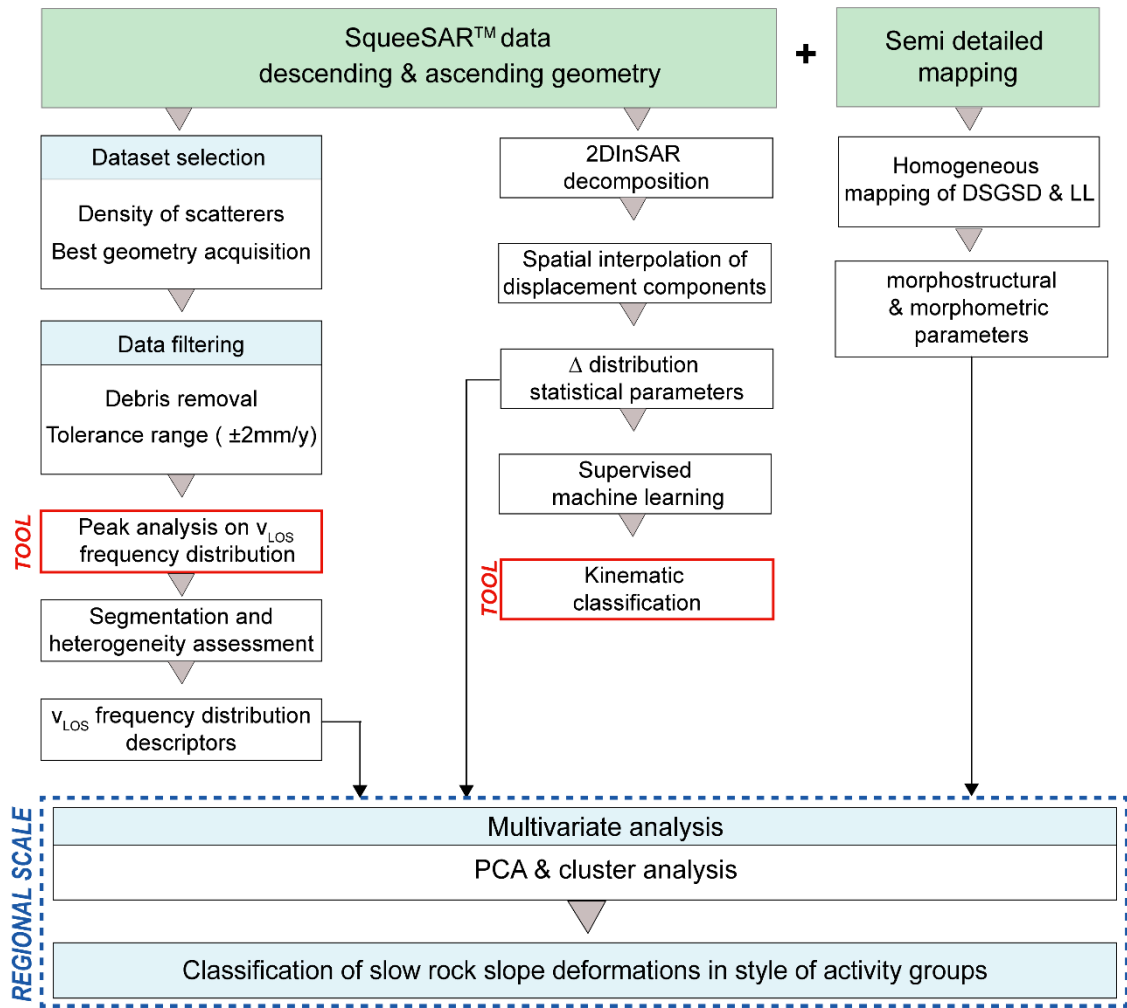 SqueeSAR™ data
descending & ascending geometry
+
Semi detailed
mapping
Dataset selection
Density of scatterers
Best geometry acquisition
Data filtering
Debris removal
Tolerance range ( ±2mm/y)
TOOL
Peak analysis on vLOS
frequency distribution
Segmentation and
heterogeneity assessment
vLOS frequency distribution
descriptors
2DInSAR
decomposition
Spatial interpolation of
displacement components
Δ distribution
statistical parameters
Supervised
machine learning
TOOL
Kinematic
classification
Homogeneous
mapping of DSGSD & LL
morphostructural
& morphometric
parameters
REGIONAL SCALE
Multivariate analysis
PCA & cluster analysis
Classification of slow rock slope deformations in style of activity groups